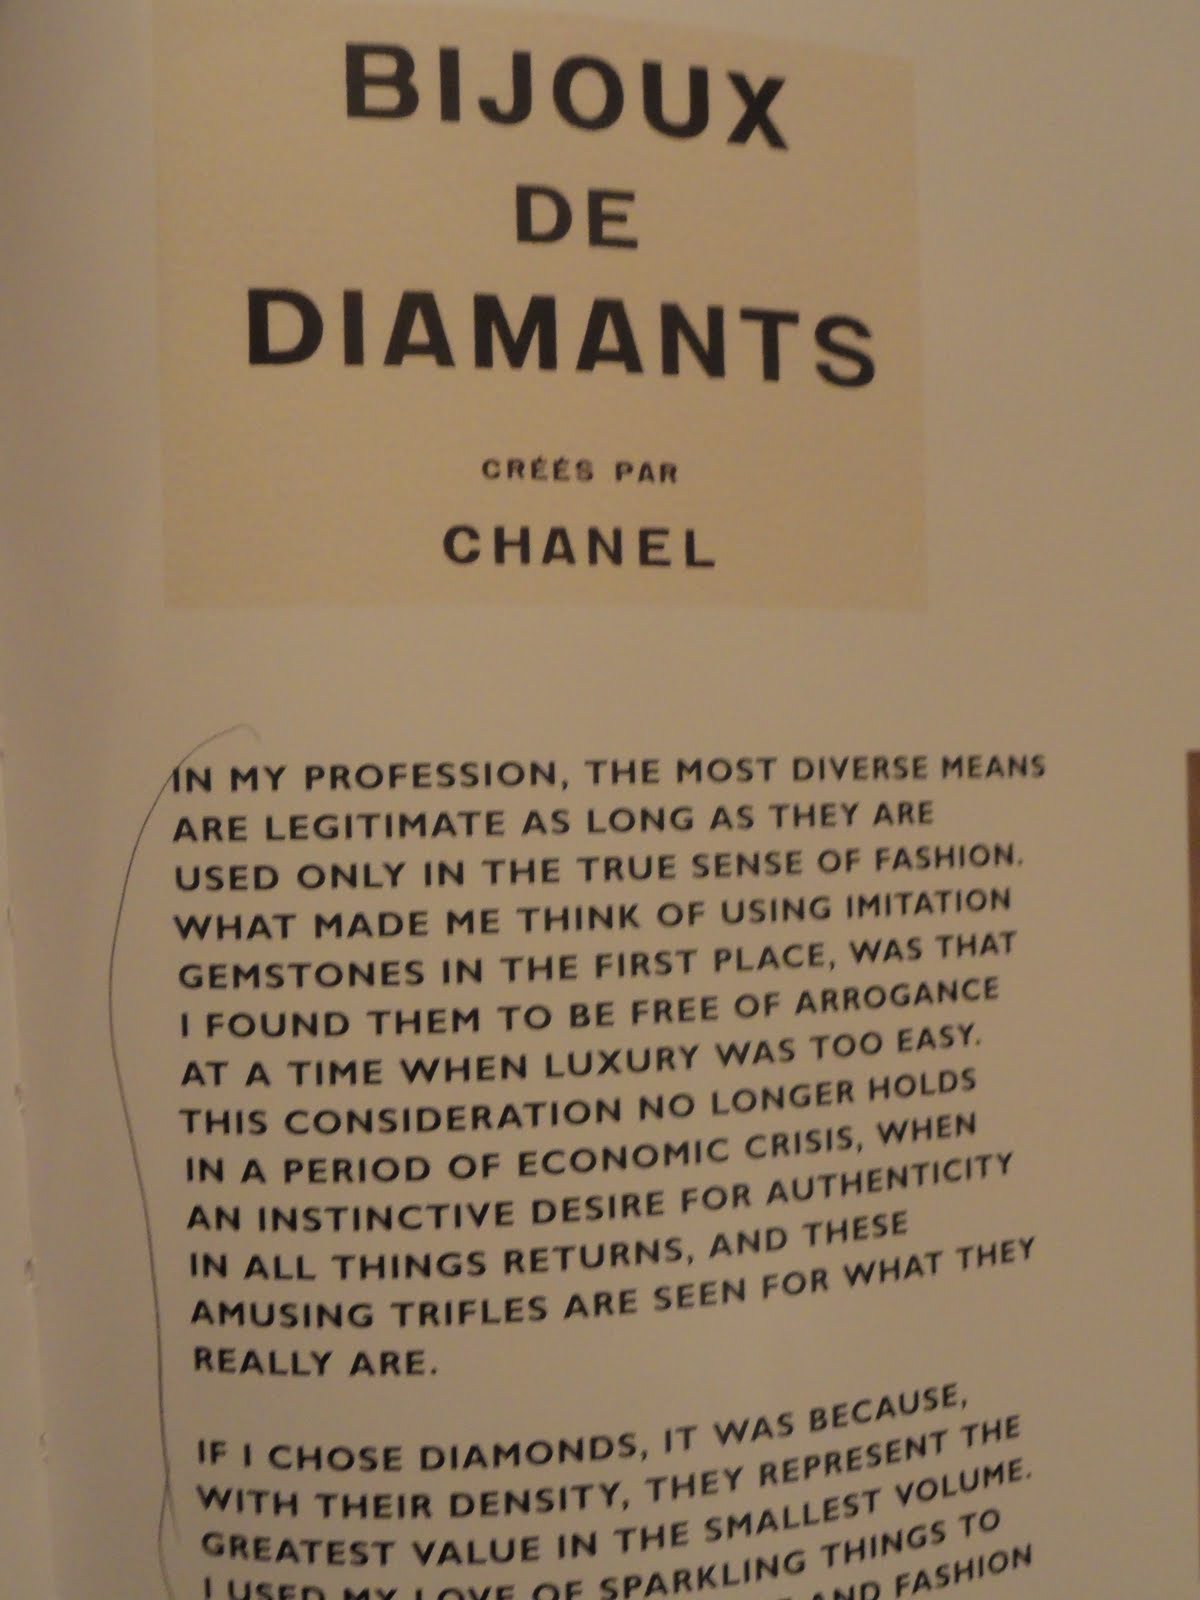 BIJOUX
DE
DIAMANTS
CRÉÉS PAR
CHANEL
IN MY PROFESSION, THE MOST DIVERSE MEANS
ARE LEGITIMATE AS LONG AS THEY ARE
USED ONLY IN THE TRUE SENSE OF FASHION.
WHAT MADE ME THINK OF USING IMITATION
GEMSTONES IN THE FIRST PLACE, WAS THAT
I FOUND THEM TO BE FREE OF ARROGANCE
AT A TIME WHEN LUXURY WAS TOO EASY.
THIS CONSIDERATION NO LONGER HOLDS
IN A PERIOD OF ECONOMIC CRISIS, WHEN
AN INSTINCTIVE DESIRE FOR AUTHENTICITY
IN ALL THINGS RETURNS, AND THESE
AMUSING TRIFLES ARE SEEN FOR WHAT THEY
REALLY ARE.
IF I CHOSE DIAMONDS, IT WAS BECAUSE,
WITH THEIR DENSITY, THEY REPRESENT THE
GREATEST VALUE IN THE SMALLEST VOLUME.
I USED MY LOVE OF SPARKLING THINGS TO
AND FASHION